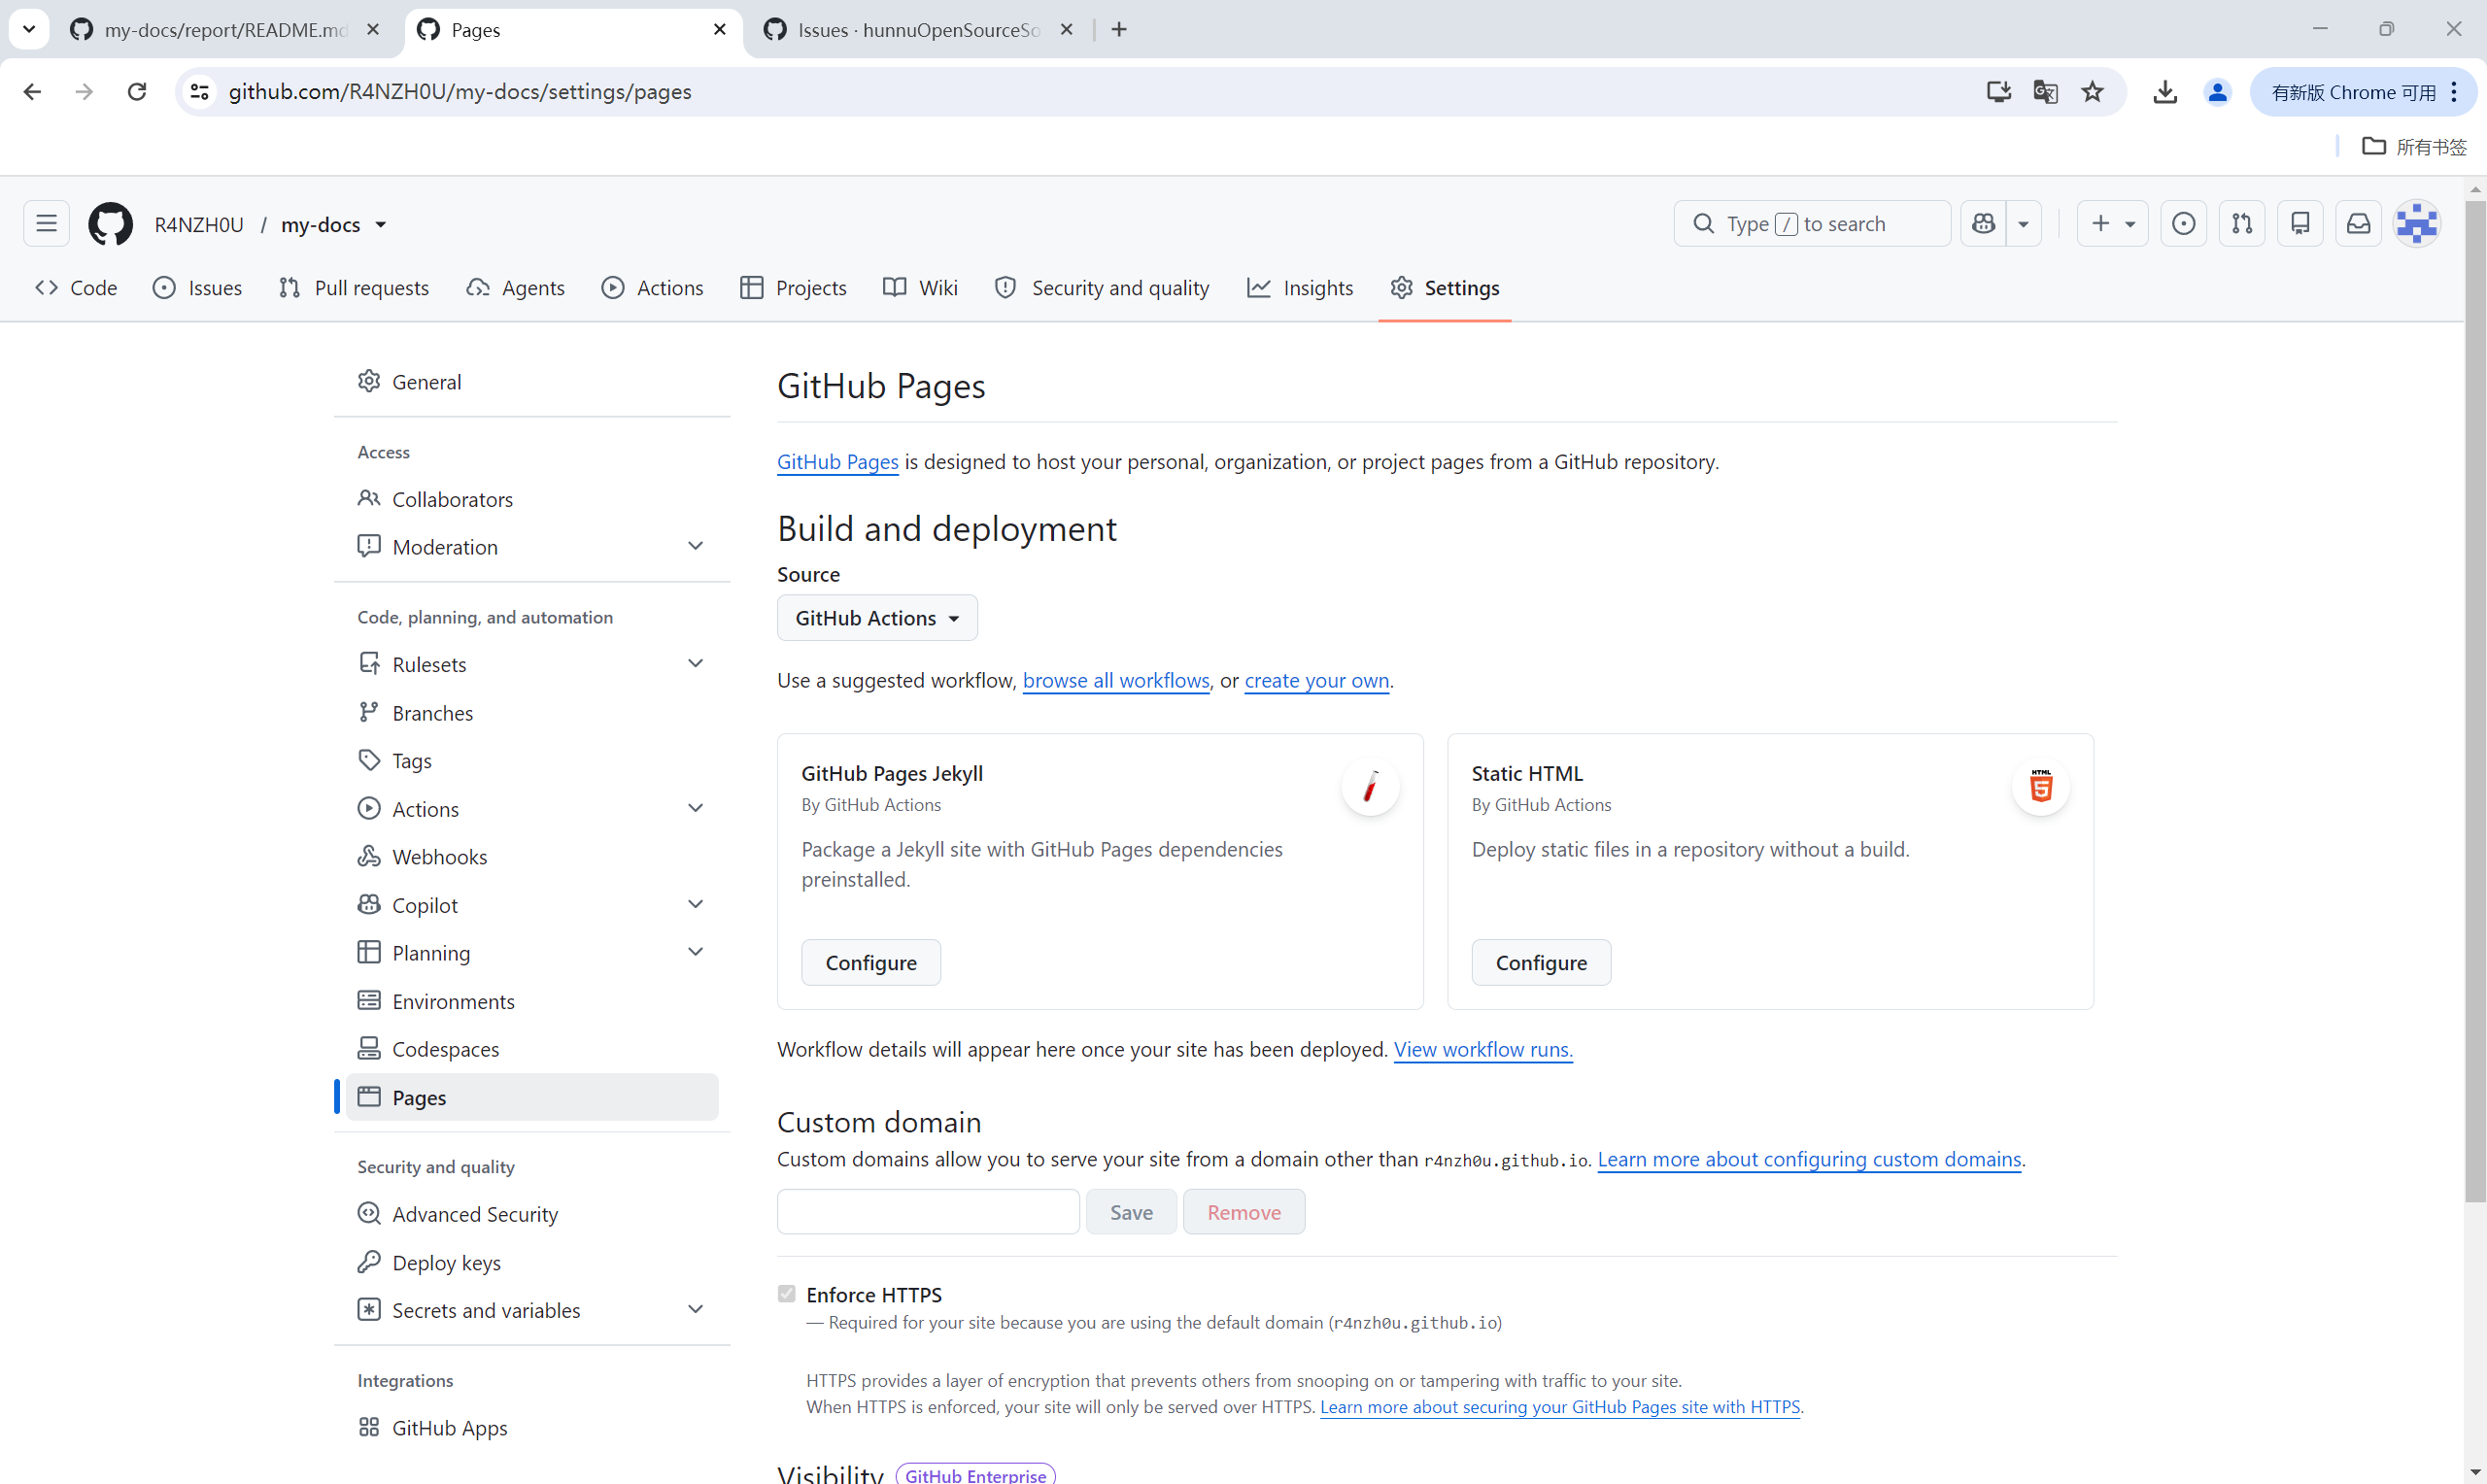 my-docs/report/README.md
Pages
Issues · hunnuOpenSourceSo
github.com/R4NZH0U/my-docs/settings/pages
有新版 Chrome 可用
所有书签
R4NZH0U / my-docs
Type / to search
Code
Issues
Pull requests
Agents
Actions
Projects
Wiki
Security and quality
Insights
Settings
General
Access
Collaborators
Moderation
Code, planning, and automation
Rulesets
Branches
Tags
Actions
Webhooks
Copilot
Planning
Environments
Codespaces
Pages
Security and quality
Advanced Security
Deploy keys
Secrets and variables
Integrations
GitHub Apps
GitHub Pages
GitHub Pages is designed to host your personal, organization, or project pages from a GitHub repository.
Build and deployment
Source
GitHub Actions
Use a suggested workflow, browse all workflows, or create your own.
GitHub Pages Jekyll
By GitHub Actions
Package a Jekyll site with GitHub Pages dependencies
preinstalled.
Configure
Static HTML
By GitHub Actions
Deploy static files in a repository without a build.
Configure
HTML
5
Workflow details will appear here once your site has been deployed. View workflow runs.
Custom domain
Custom domains allow you to serve your site from a domain other than r4nzh0u.github.io. Learn more about configuring custom domains.
Save
Remove
Enforce HTTPS
— Required for your site because you are using the default domain (r4nzh0u.github.io)
HTTPS provides a layer of encryption that prevents others from snooping on or tampering with traffic to your site.
When HTTPS is enforced, your site will only be served over HTTPS. Learn more about securing your GitHub Pages site with HTTPS.
Visibility GitHub Enterprise